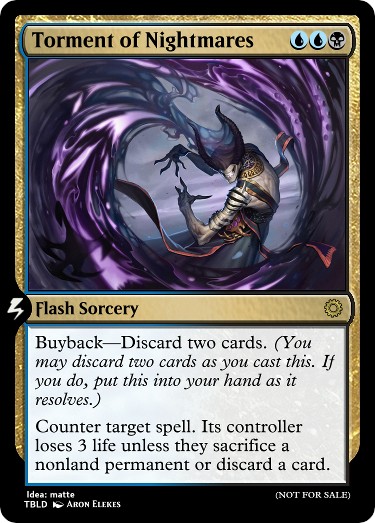 Torment of Nightmares
Flash Sorcery
Buyback—Discard two cards. (You
may discard two cards as you cast this. If
you do, put this into your hand as it
resolves.)
Counter target spell. Its controller
loses 3 life unless they sacrifice a
nonland permanent or discard a card.
Idea: matte
TBLD Aron Elekes
(NOT FOR SALE)